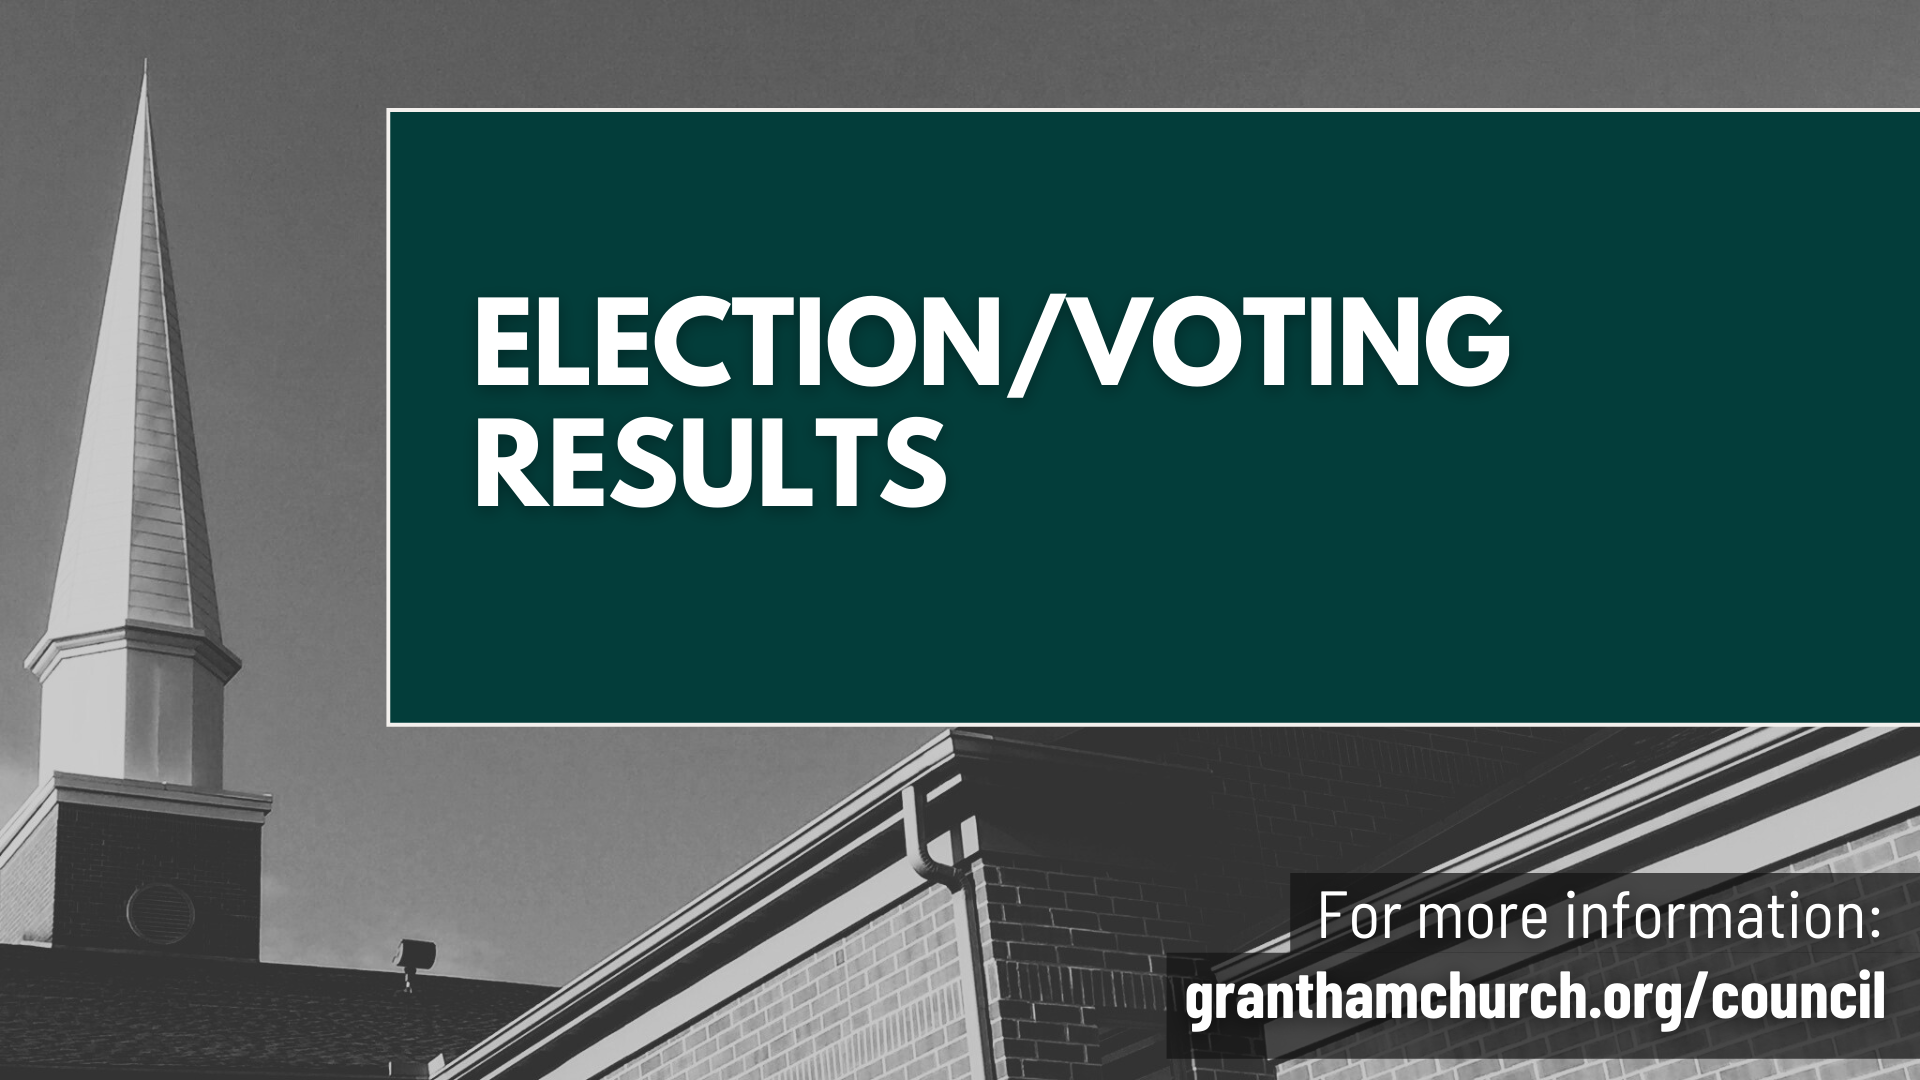 ELECTION/VOTING
RESULTS
For more information:
granthamchurch.org/council